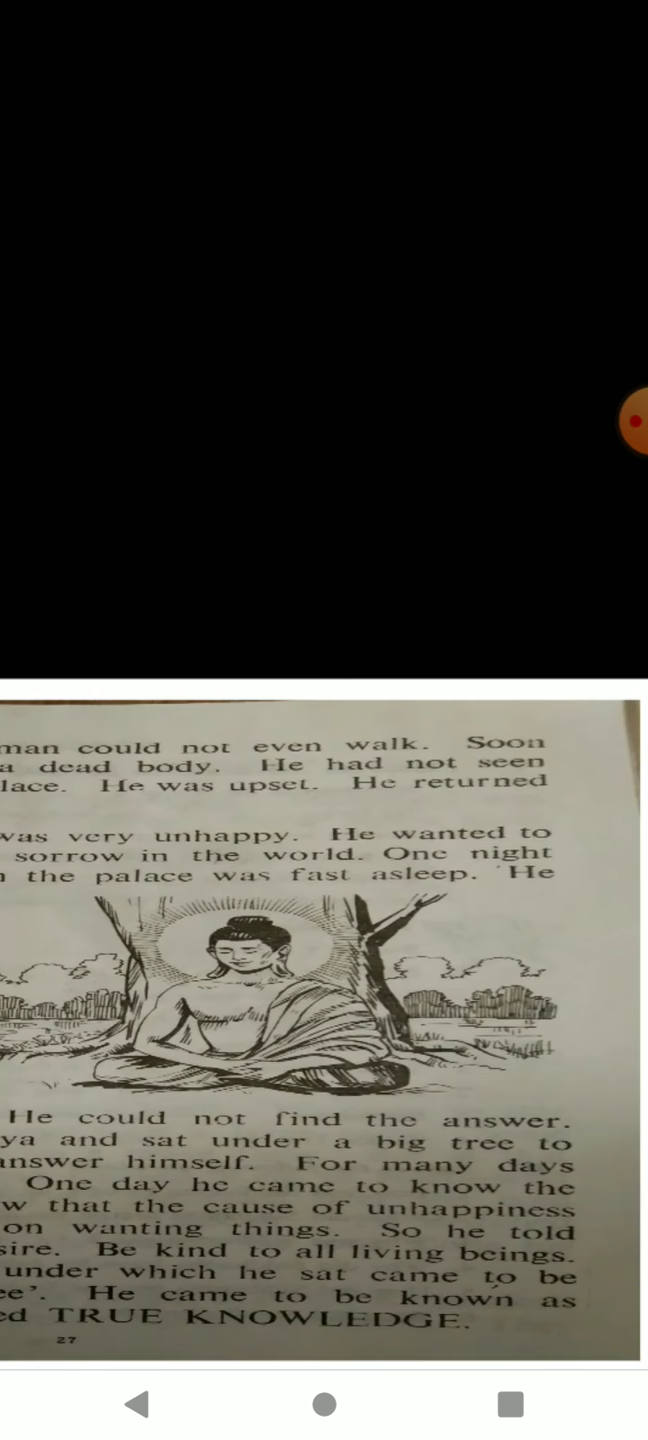 man could not even walk. Soon
a dead body. He had not seen
lace. He was upset. He returned
was very unhappy. He wanted to
sorrow in the world. One night
the palace was fast asleep. He
He could not find the answer.
ya and sat under a big tree to
answer himself. For many days
One day he came to know the
w that the cause of unhappiness
on wanting things. So he told
sire. Be kind to all living beings.
under which he sat came to be
ee’. He came to be known as
ed TRUE KNOWLEDGE.
27